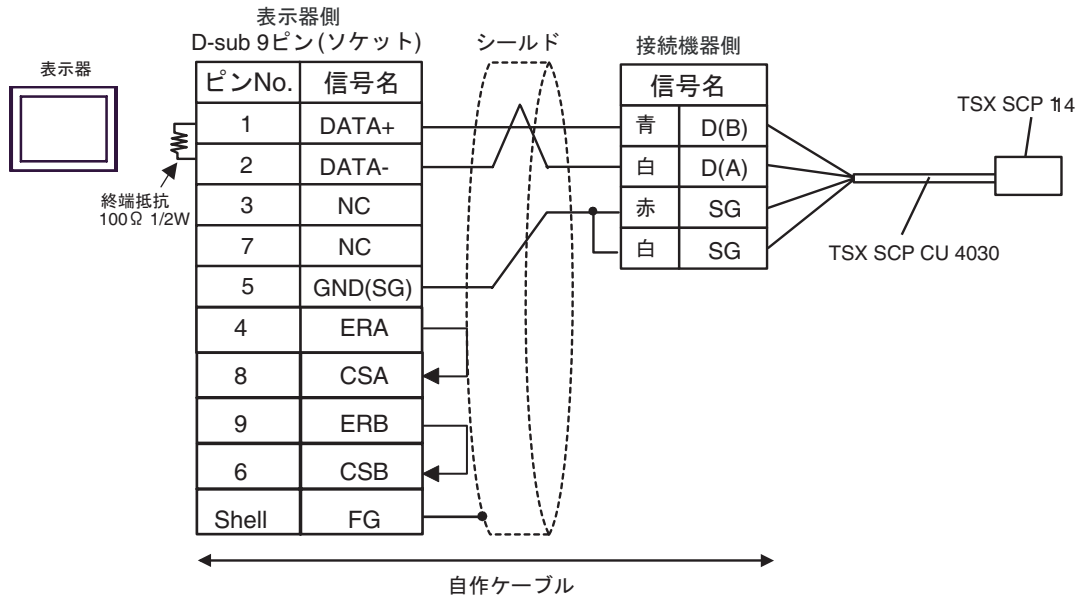 表示器側
D-sub 9ピン(ソケット)
シールド
接続機器側
表示器
ピンNo. 信号名
1 DATA+
2 DATA-
3 NC
7 NC
5 GND(SG)
4 ERA
8 CSA
9 ERB
6 CSB
Shell FG
終端抵抗
100Ω 1/2W
信号名
青 D(B)
白 D(A)
赤 SG
白 SG
TSX SCP 114
TSX SCP CU 4030
自作ケーブル